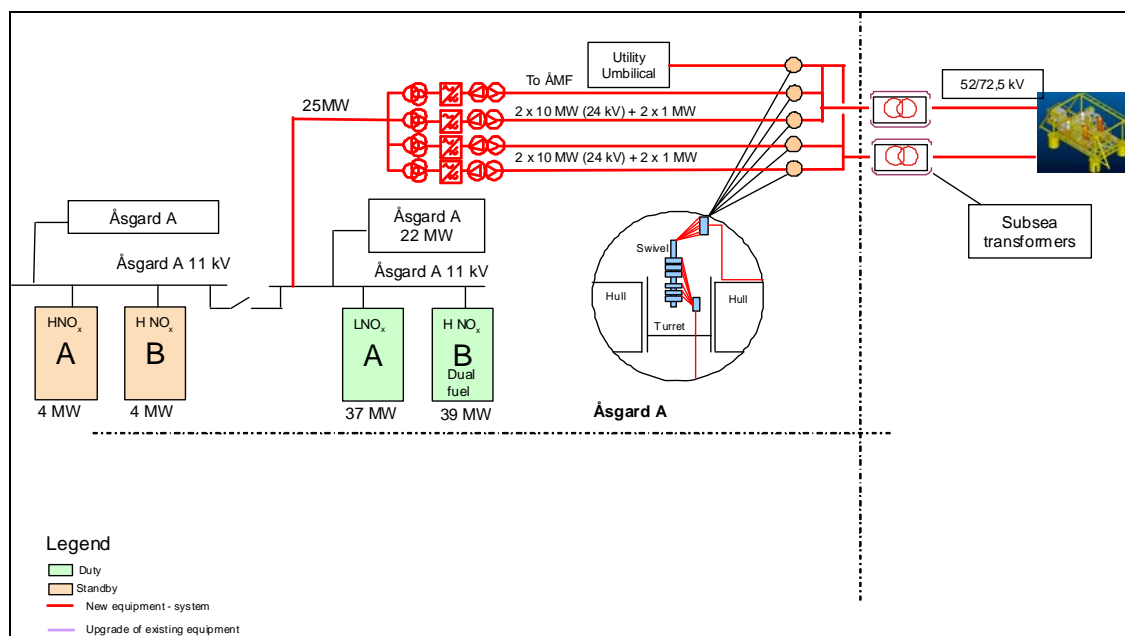 Utility
Umbilical
To ÅMF
52/72,5 kV
25MW
2 x 10 MW (24 kV) + 2 x 1 MW
2 x 10 MW (24 kV) + 2 x 1 MW
Åsgard A
Åsgard A
22 MW
Subsea
transformers
Åsgard A 11 kV
Åsgard A 11 kV
Swivel
Hull
Hull
Turret
HNOx
A
H NOx
B
LNOx
A
H NOx
B
Dual
fuel
4 MW
4 MW
37 MW
39 MW
Åsgard A
Legend
Duty
Standby
New equipment - system
Upgrade of existing equipment